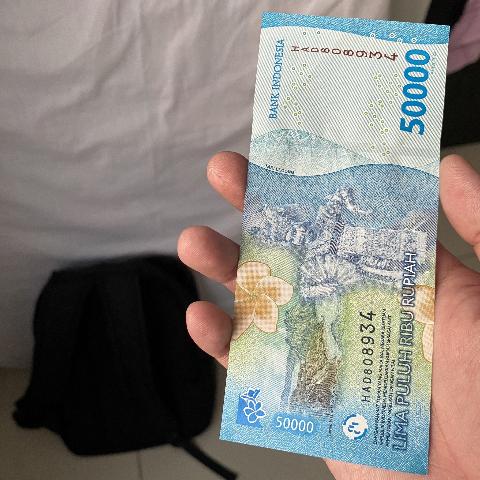 BANK INDONESIA
HAD808934
50000
HAD808934
LIMA PULUH RIBU RUPIAH
50000